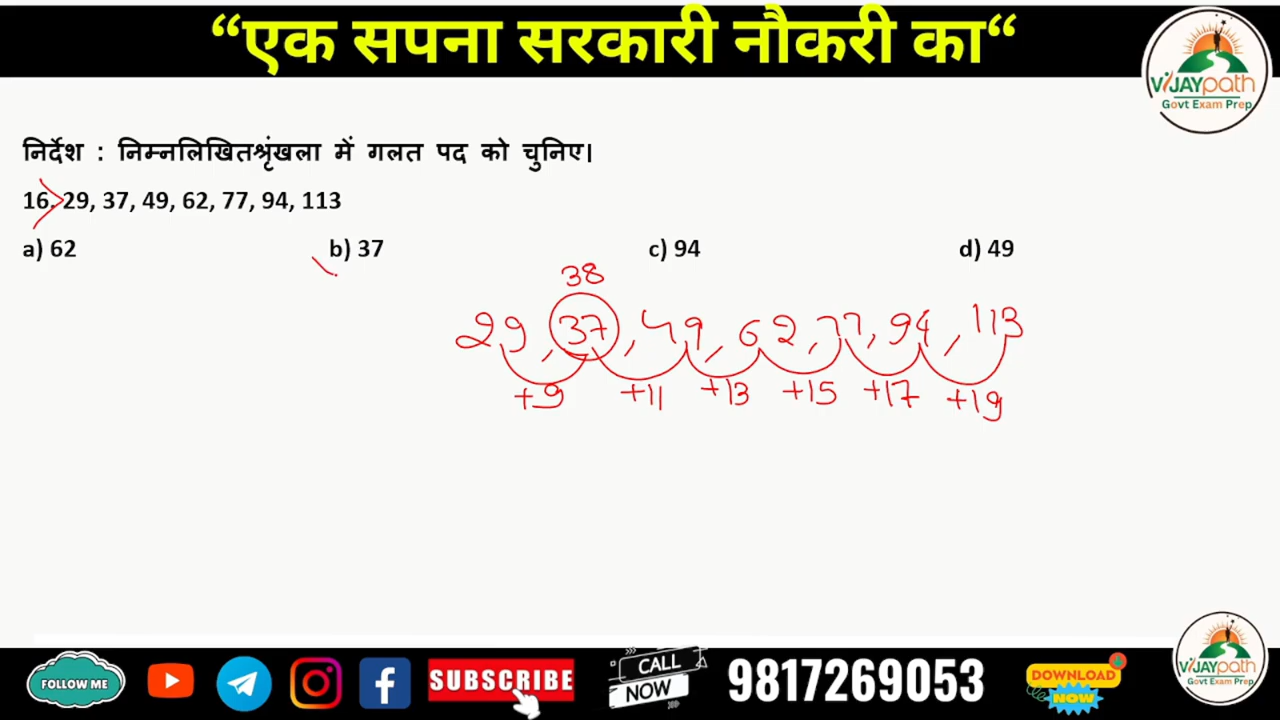 “एक सपना सरकारी नौकरी का“
ViJAYpath
Govt Exam Prep
निर्देश : निम्नलिखितश्रृंखला में गलत पद को चुनिए।
16. 29, 37, 49, 62, 77, 94, 113
a) 62 b) 37 c) 94 d) 49
38
29, 37, 49, 62, 77, 94, 113
+9 +11 +13 +15 +17 +19
ViJAYpath
Govt Exam Prep
FOLLOW ME SUBSCRIBE CALL NOW 9817269053 DOWNLOAD NOW